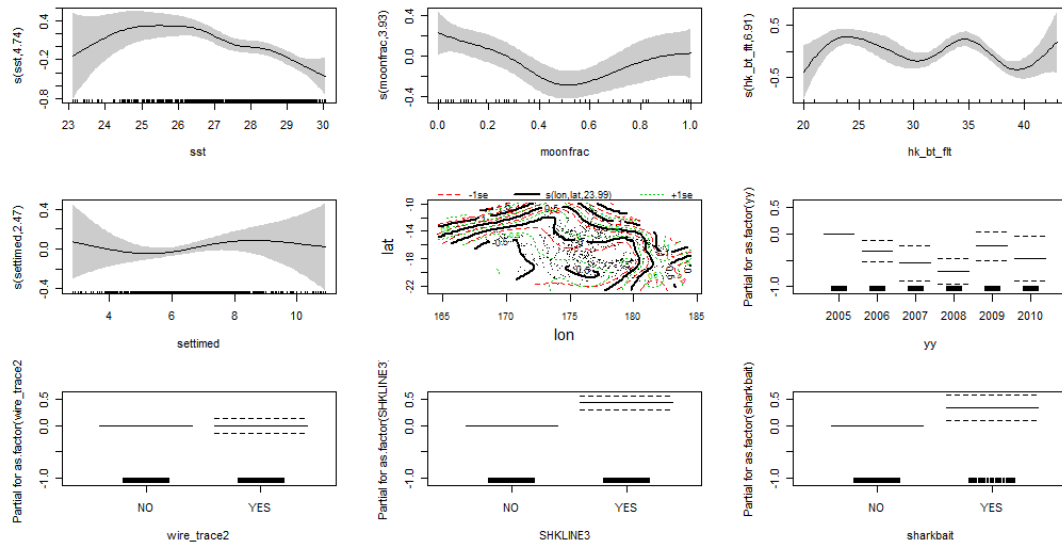 s(sst,4.74)
0.4
-0.2
-0.8
23 24 25 26 27 28 29 30
sst
s(moonfrac,3.93)
0.4
0.0
-0.4
0.0 0.2 0.4 0.6 0.8 1.0
moonfrac
s(hk_bt_flt,6.91)
0.4
-0.4
20 25 30 35 40
hk_bt_flt
s(settimed,2.47)
0.4
0.0
-0.4
4 6 8 10
settimed
-1se s(lon,lat,23.99) +1se
lat
-10
-14
-18
-22
165 170 175 180 185
lon
Partial for as.factor(yy)
0.0
-1.0
2005 2006 2007 2008 2009 2010
yy
Partial for as.factor(wire_trace2
0.5
0.0
-1.0
NO YES
wire_trace2
Partial for as.factor(SHKLINE3
0.5
0.0
-1.0
NO YES
SHKLINE3
Partial for as.factor(sharkbait)
0.5
0.0
-1.0
NO YES
sharkbait